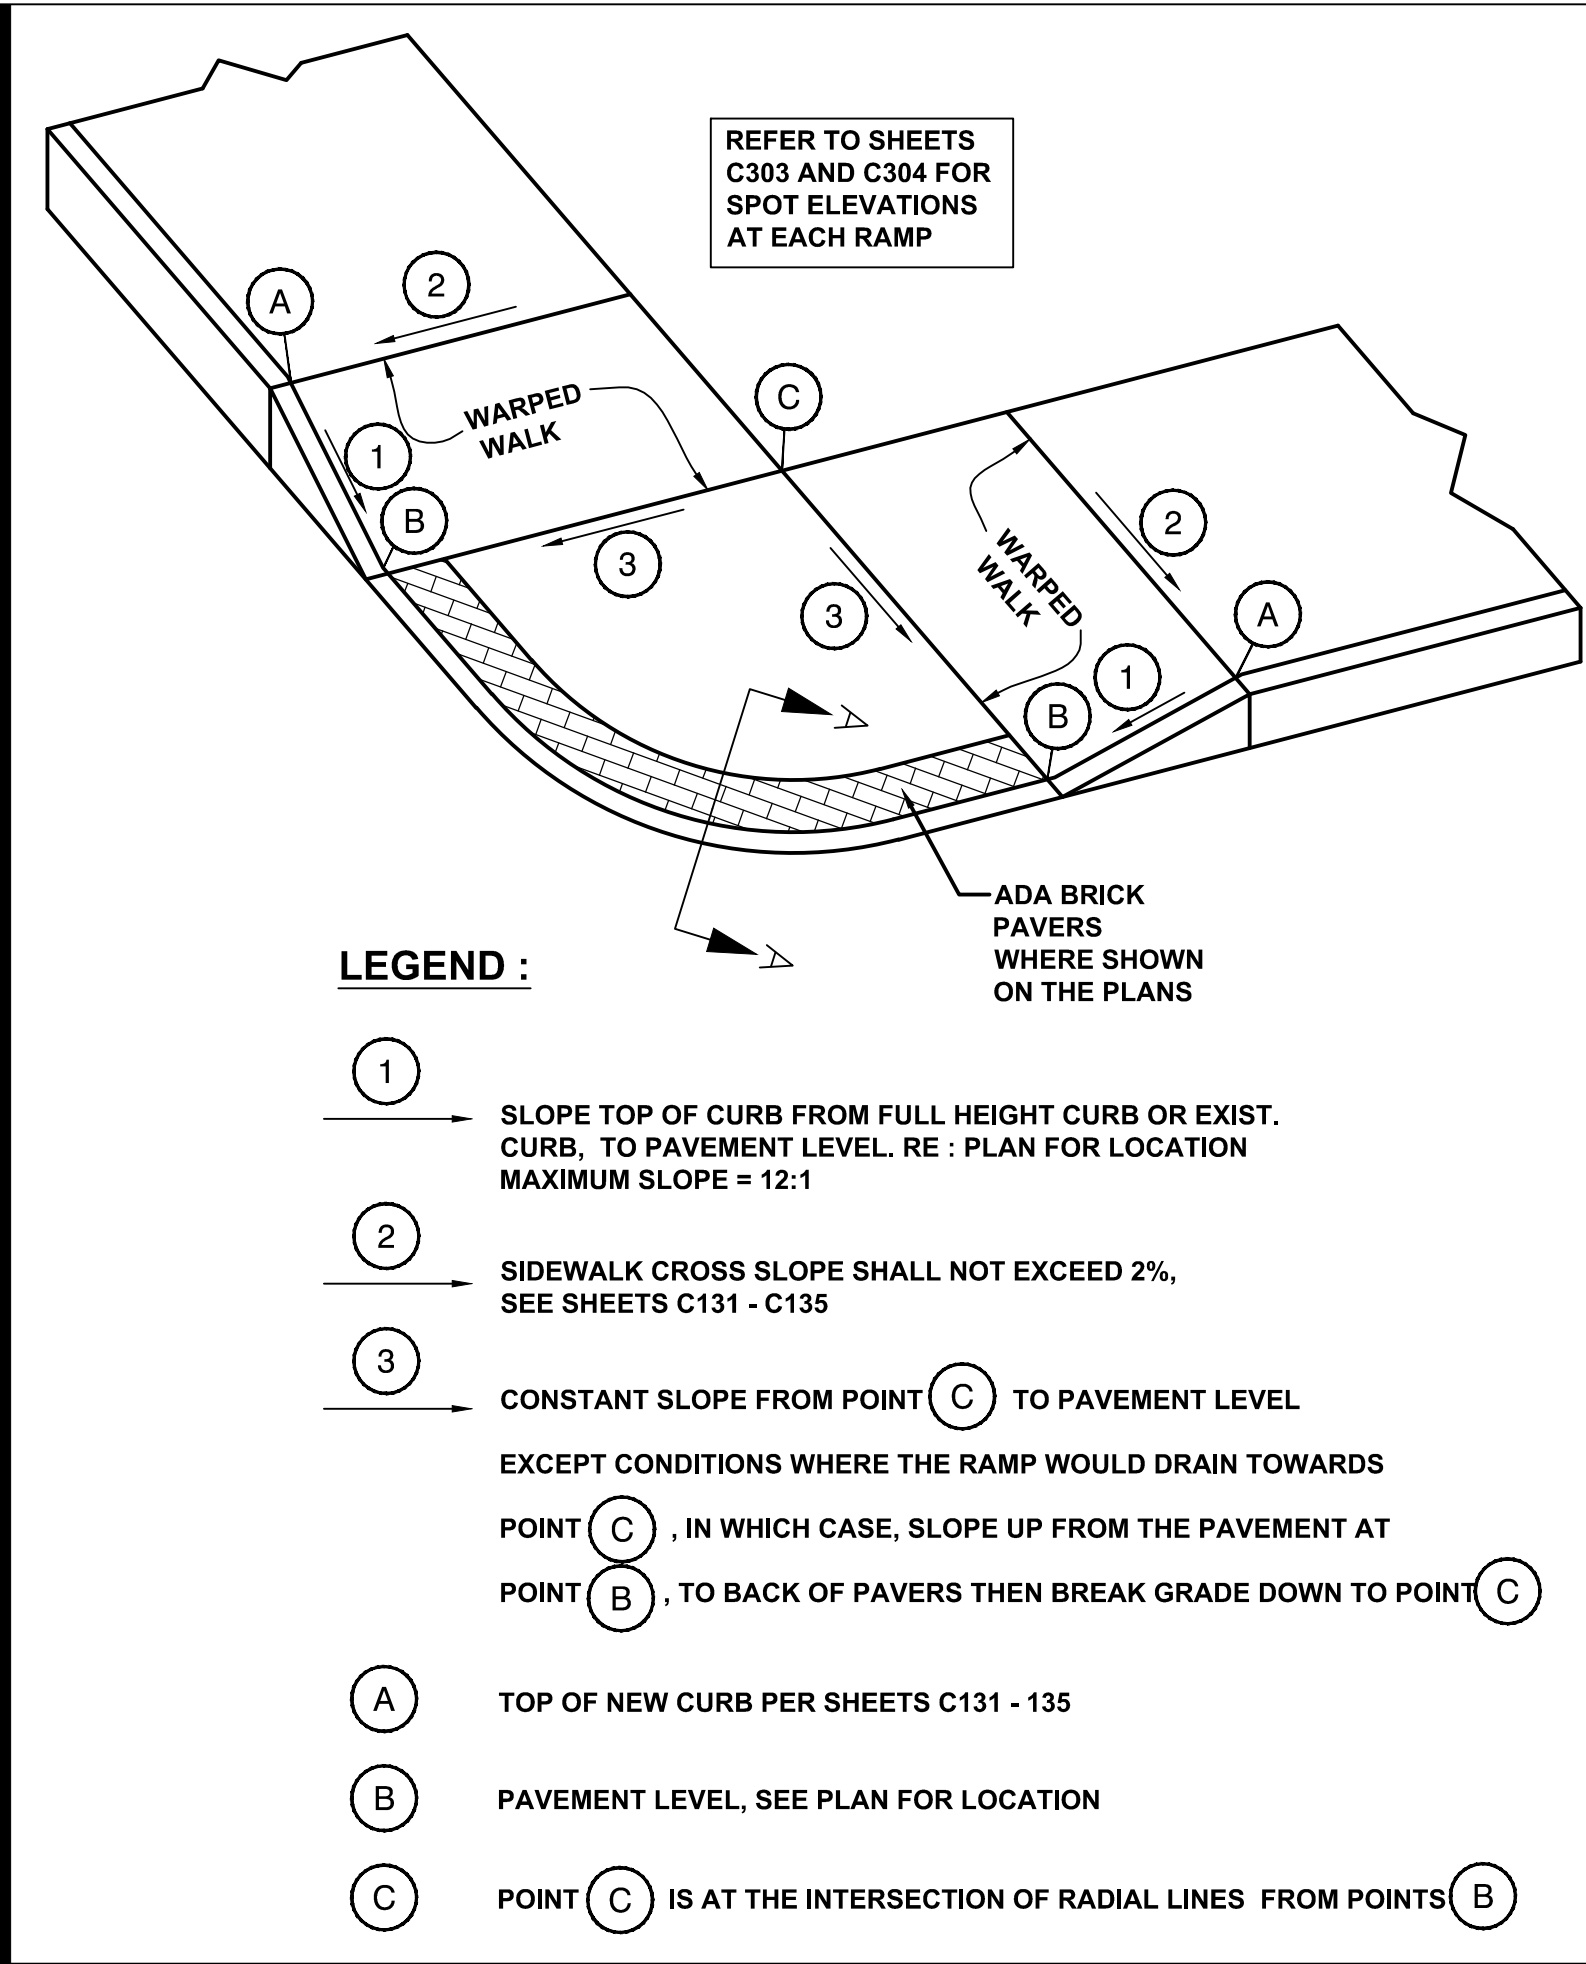 REFER TO SHEETS
C303 AND C304 FOR
SPOT ELEVATIONS
AT EACH RAMP
A
2
WARPED
WALK
C
1
B
3
3
WARPED
WALK
2
A
1
B
A
A
ADA BRICK
PAVERS
WHERE SHOWN
ON THE PLANS
LEGEND :
1
SLOPE TOP OF CURB FROM FULL HEIGHT CURB OR EXIST.
CURB, TO PAVEMENT LEVEL. RE : PLAN FOR LOCATION
MAXIMUM SLOPE = 12:1
2
SIDEWALK CROSS SLOPE SHALL NOT EXCEED 2%,
SEE SHEETS C131 - C135
3
CONSTANT SLOPE FROM POINT C TO PAVEMENT LEVEL
EXCEPT CONDITIONS WHERE THE RAMP WOULD DRAIN TOWARDS
POINT C , IN WHICH CASE, SLOPE UP FROM THE PAVEMENT AT
POINT B , TO BACK OF PAVERS THEN BREAK GRADE DOWN TO POINT C
A TOP OF NEW CURB PER SHEETS C131 - 135
B PAVEMENT LEVEL, SEE PLAN FOR LOCATION
C POINT C IS AT THE INTERSECTION OF RADIAL LINES FROM POINTS B